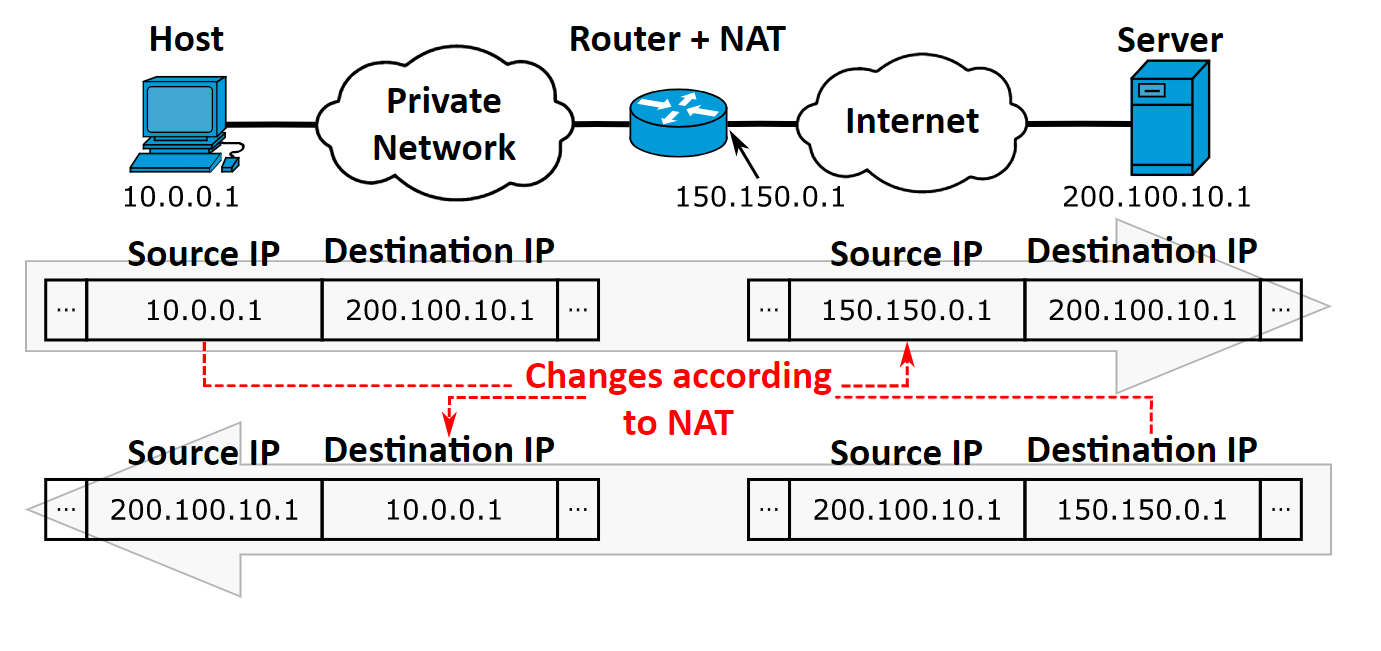 Host
Router + NAT
Server
Private
Network
Internet
10.0.0.1
150.150.0.1
200.100.10.1
Source IP Destination IP
Source IP Destination IP
... 10.0.0.1 200.100.10.1 ...
... 150.150.0.1 200.100.10.1 ...
Changes according
to NAT
Source IP Destination IP
Source IP Destination IP
... 200.100.10.1 10.0.0.1 ...
... 200.100.10.1 150.150.0.1 ...